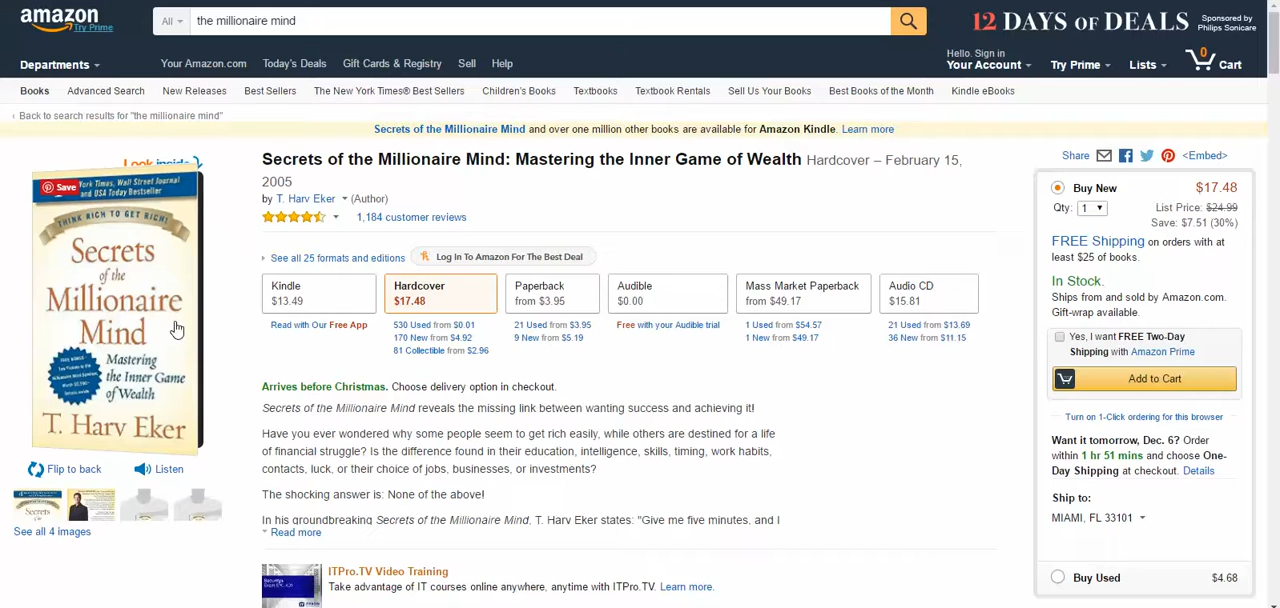 amazon
Try Prime
All
the millionaire mind
12 DAYS OF DEALS
Sponsored by
Philips Sonicare
Departments
Your Amazon.com
Today's Deals
Gift Cards & Registry
Sell
Help
Hello. Sign in
Your Account
Try Prime
Lists
0
Cart
Books
Advanced Search
New Releases
Best Sellers
The New York Times® Best Sellers
Children's Books
Textbooks
Textbook Rentals
Sell Us Your Books
Best Books of the Month
Kindle eBooks
‹ Back to search results for "the millionaire mind"
Secrets of the Millionaire Mind and over one million other books are available for Amazon Kindle. Learn more
Look inside
Save
York Times, Wall Street Journal
and USA Today Bestseller
THINK RICH TO GET RICH!
Secrets
of the
Millionaire
Mind
Mastering
the Inner Game
of Wealth
T. Harv Eker
Flip to back
Listen
See all 4 images
Secrets of the Millionaire Mind: Mastering the Inner Game of Wealth Hardcover – February 15,
2005
by T. Harv Eker (Author)
1,184 customer reviews
See all 25 formats and editions
Log In To Amazon For The Best Deal
Kindle
$13.49
Read with Our Free App
Hardcover
$17.48
530 Used from $0.01
170 New from $4.92
81 Collectible from $2.96
Paperback
from $3.95
21 Used from $3.95
9 New from $5.19
Audible
$0.00
Free with your Audible trial
Mass Market Paperback
from $49.17
1 Used from $54.57
1 New from $49.17
Audio CD
$15.81
21 Used from $13.69
36 New from $11.15
Arrives before Christmas. Choose delivery option in checkout.
Secrets of the Millionaire Mind reveals the missing link between wanting success and achieving it!
Have you ever wondered why some people seem to get rich easily, while others are destined for a life
of financial struggle? Is the difference found in their education, intelligence, skills, timing, work habits,
contacts, luck, or their choice of jobs, businesses, or investments?
The shocking answer is: None of the above!
In his groundbreaking Secrets of the Millionaire Mind, T. Harv Eker states: "Give me five minutes, and I
Read more
ITPro.TV Video Training
Take advantage of IT courses online anywhere, anytime with ITPro.TV. Learn more.
Share
<Embed>
Buy New
$17.48
Qty: 1
List Price: $24.99
Save: $7.51 (30%)
FREE Shipping on orders with at
least $25 of books.
In Stock.
Ships from and sold by Amazon.com.
Gift-wrap available.
Yes, I want FREE Two-Day
Shipping with Amazon Prime
Add to Cart
Turn on 1-Click ordering for this browser
Want it tomorrow, Dec. 6? Order
within 1 hr 51 mins and choose One-
Day Shipping at checkout. Details
Ship to:
MIAMI, FL 33101
Buy Used
$4.68